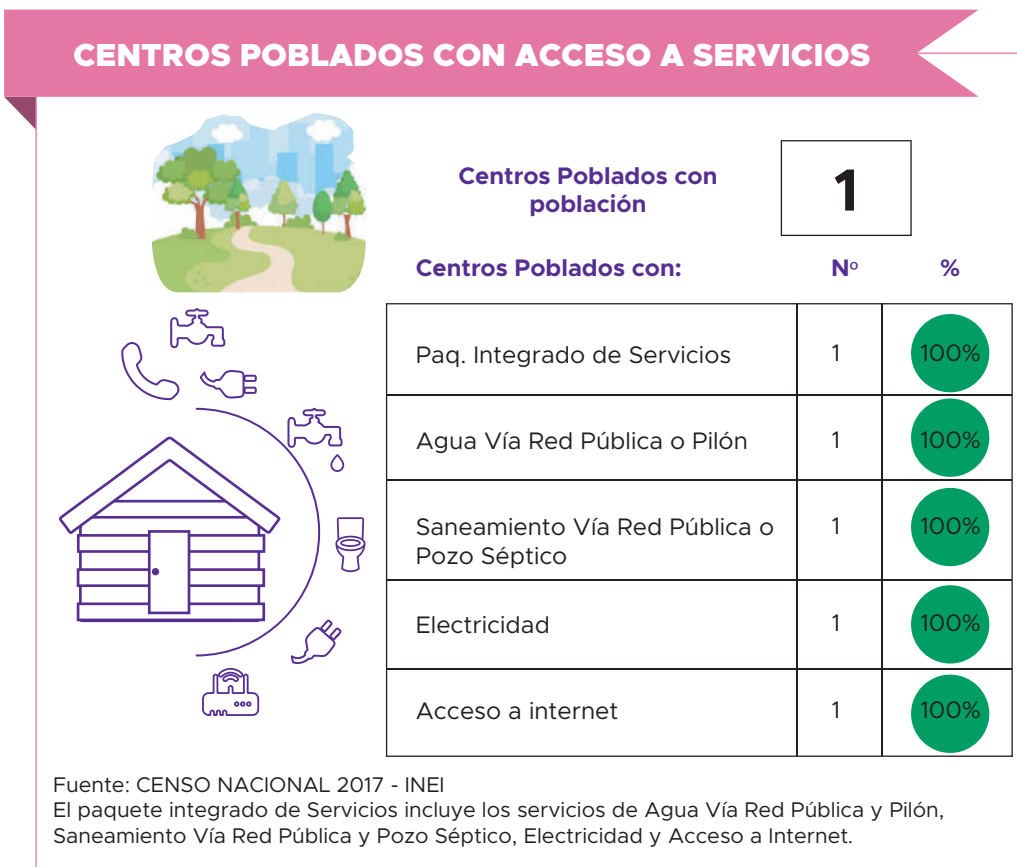 CENTROS POBLADOS CON ACCESO A SERVICIOS
Centros Poblados con
población
1
Centros Poblados con: Nº %
Paq. Integrado de Servicios 1 100%
Agua Vía Red Pública o Pilón 1 100%
Saneamiento Vía Red Pública o
Pozo Séptico 1 100%
Electricidad 1 100%
Acceso a internet 1 100%
Fuente: CENSO NACIONAL 2017 - INEI
El paquete integrado de Servicios incluye los servicios de Agua Vía Red Pública y Pilón,
Saneamiento Vía Red Pública y Pozo Séptico, Electricidad y Acceso a Internet.